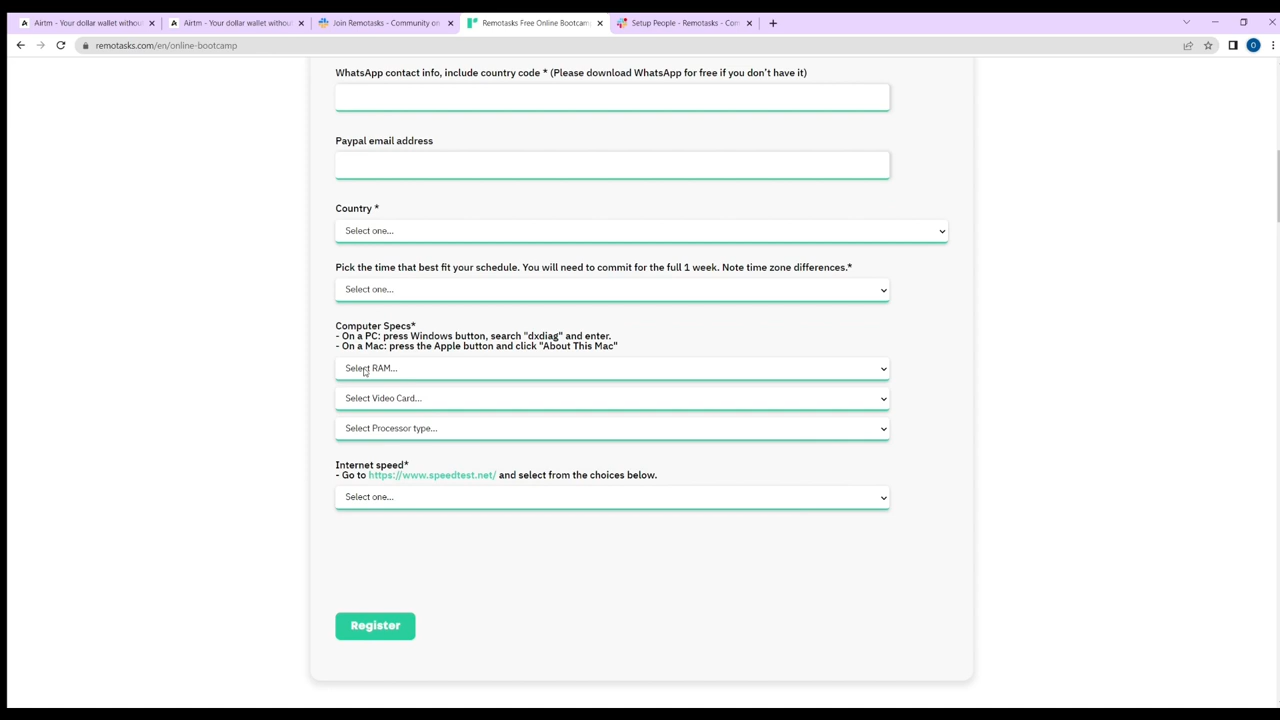 Airtm - Your dollar wallet withou
Airtm - Your dollar wallet withou
Join Remotasks - Community on
Remotasks Free Online Bootcamp
Setup People - Remotasks - Com
remotasks.com/en/online-bootcamp
O
WhatsApp contact info, include country code * (Please download WhatsApp for free if you don't have it)
Paypal email address
Country *
Select one...
Pick the time that best fit your schedule. You will need to commit for the full 1 week. Note time zone differences.*
Select one...
Computer Specs*
- On a PC: press Windows button, search "dxdiag" and enter.
- On a Mac: press the Apple button and click "About This Mac"
Select RAM...
Select Video Card...
Select Processor type...
Internet speed*
- Go to https://www.speedtest.net/ and select from the choices below.
Select one...
Register